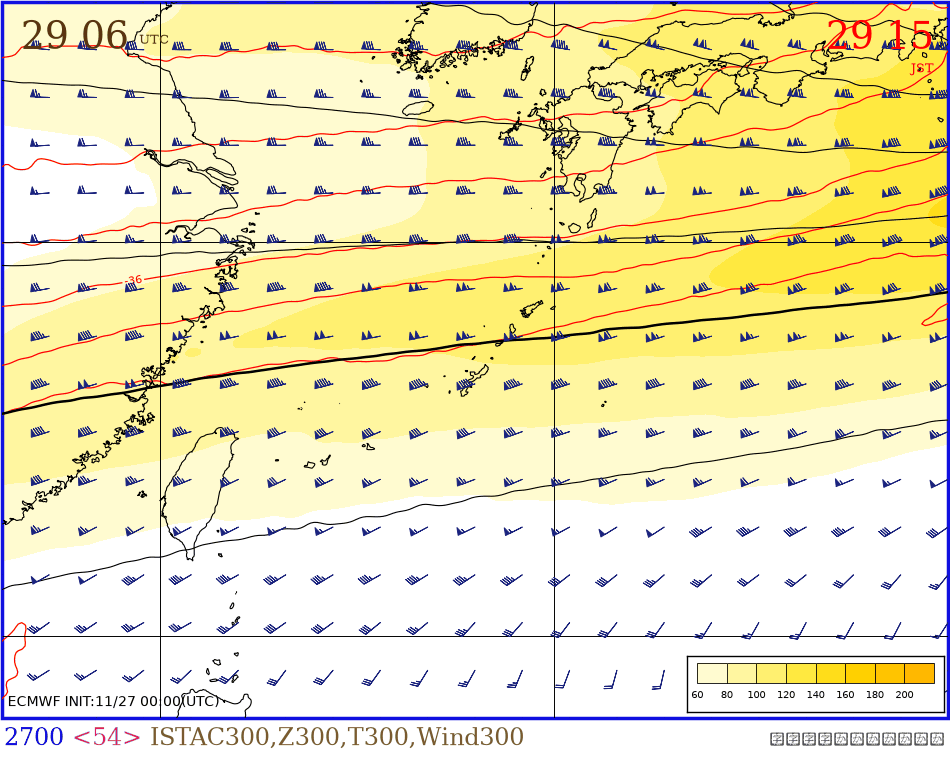 29 06 UTC
29 15
JST
-36
ECMWF INIT:11/27 00:00(UTC)
60 80 100 120 140 160 180 200
2700 <54> ISTAC300,Z300,T300,Wind300